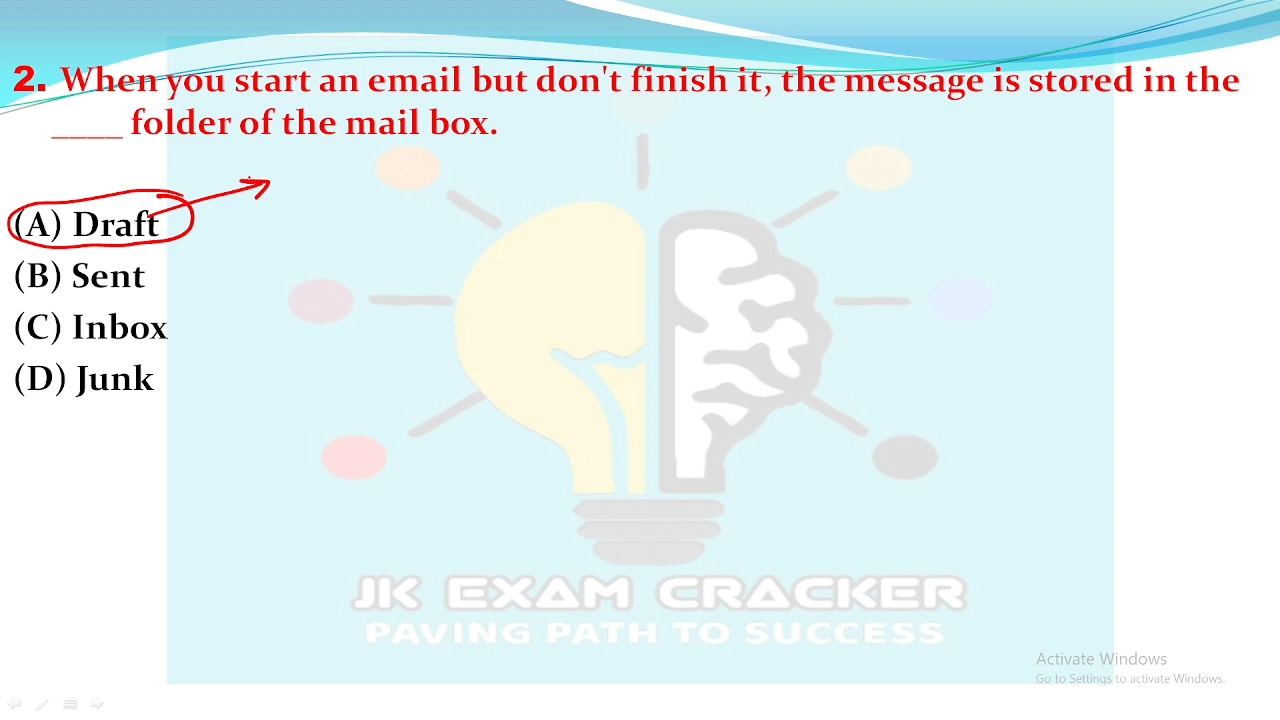 2. When you start an email but don't finish it, the message is stored in the
____ folder of the mail box.
(A) Draft
(B) Sent
(C) Inbox
(D) Junk
JK EXAM CRACKER
PAVING PATH TO SUCCESS
Activate Windows
Go to Settings to activate Windows.